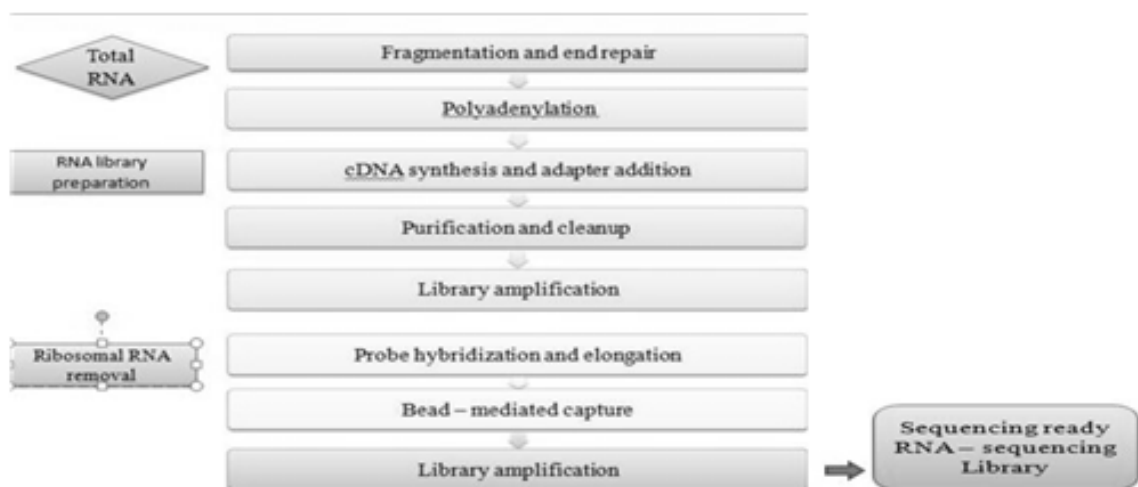 Total
RNA
Fragmentation and end repair
Polyadenylation
RNA library
preparation
cDNA synthesis and adapter addition
Purification and cleanup
Library amplification
Ribosomal RNA
removal
Probe hybridization and elongation
Bead – mediated capture
Library amplification
Sequencing ready
RNA – sequencing
Library